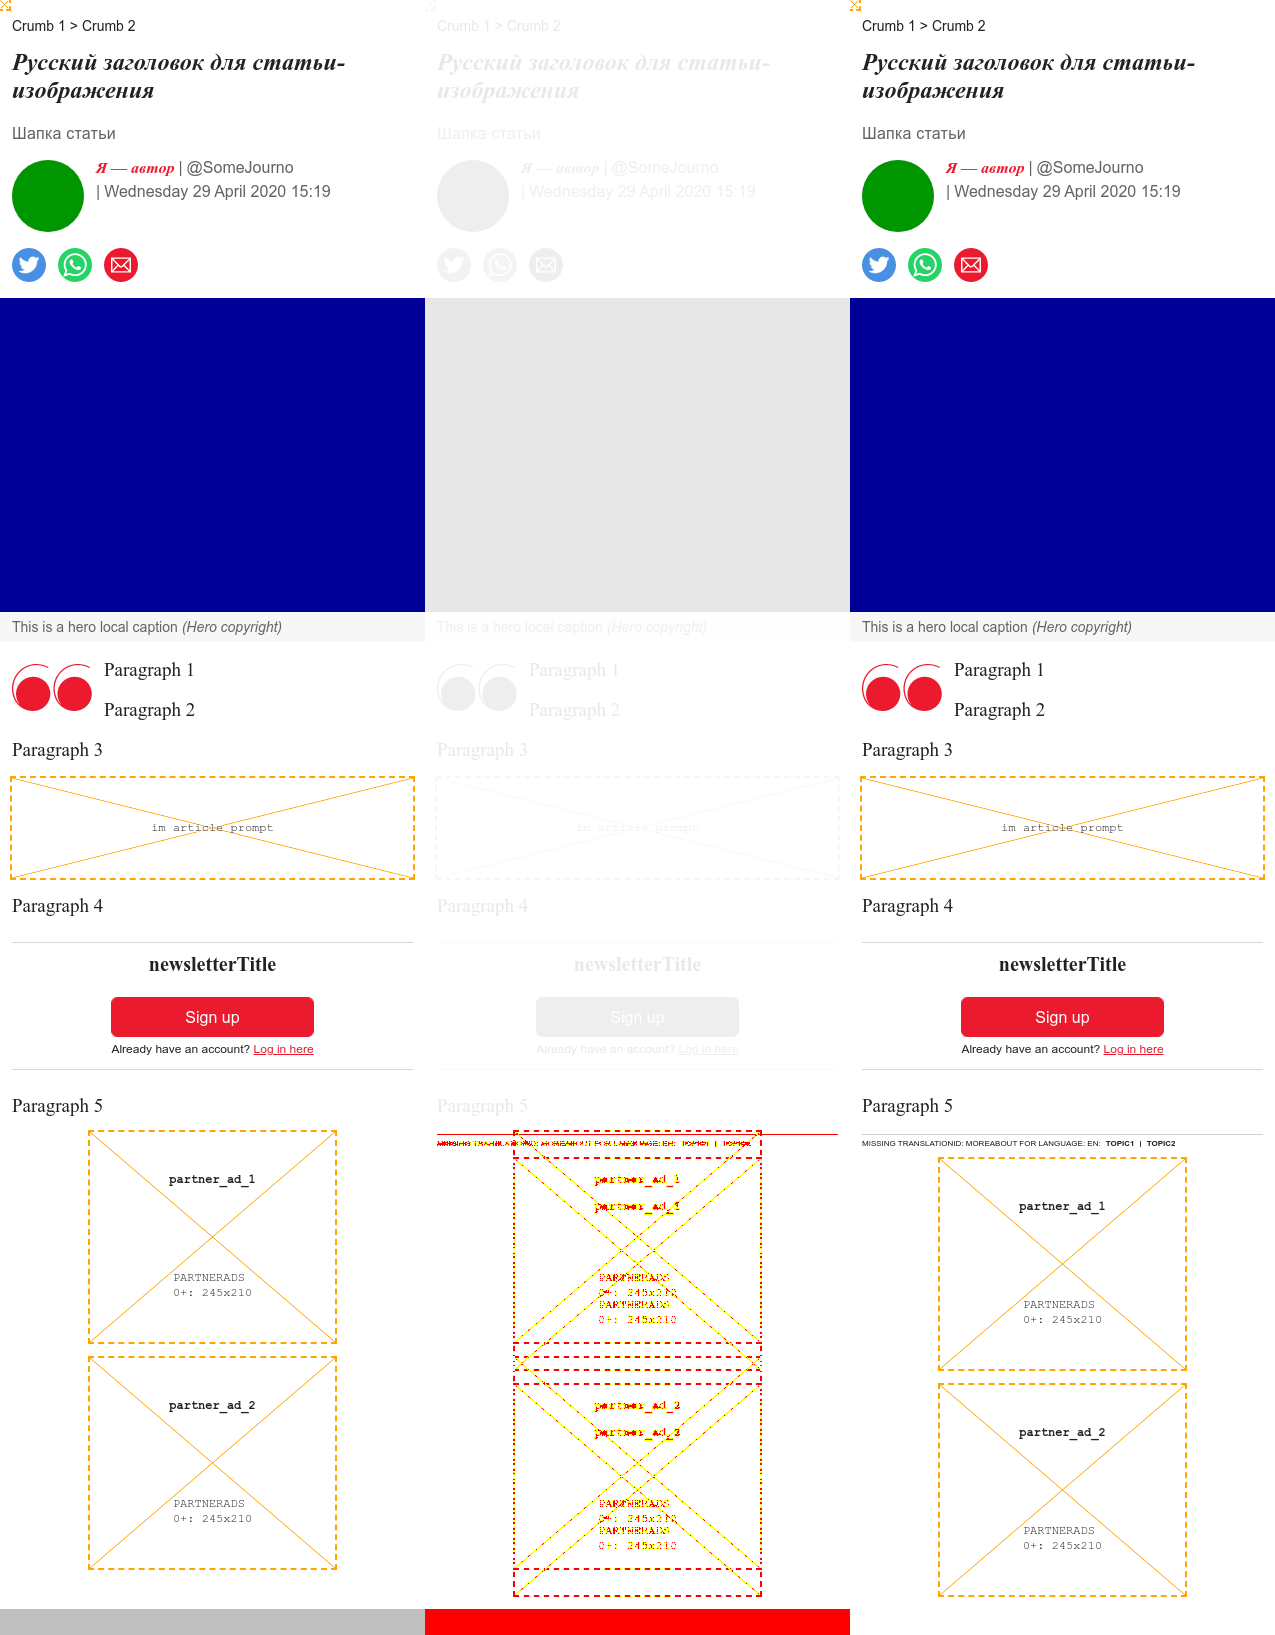 Crumb 1 > Crumb 2
Русский заголовок для статьи-
изображения
Шапка статьи
Я — автор | @SomeJourno
| Wednesday 29 April 2020 15:19
This is a hero local caption (Hero copyright)
Paragraph 1
Paragraph 2
Paragraph 3
im article prompt
Paragraph 4
newsletterTitle
Sign up
Already have an account? Log in here
Paragraph 5
partner_ad_1
PARTNERADS
0+: 245x210
partner_ad_2
PARTNERADS
0+: 245x210
Crumb 1 > Crumb 2
Русский заголовок для статьи-
изображения
Шапка статьи
Я — автор | @SomeJourno
| Wednesday 29 April 2020 15:19
This is a hero local caption (Hero copyright)
Paragraph 1
Paragraph 2
Paragraph 3
im article prompt
Paragraph 4
newsletterTitle
Sign up
Already have an account? Log in here
Paragraph 5
partner_ad_1
partner_ad_1
PARTNERADS
0+: 245x210
PARTNERADS
0+: 245x210
partner_ad_2
partner_ad_2
PARTNERADS
0+: 245x210
PARTNERADS
0+: 245x210
Crumb 1 > Crumb 2
Русский заголовок для статьи-
изображения
Шапка статьи
Я — автор | @SomeJourno
| Wednesday 29 April 2020 15:19
This is a hero local caption (Hero copyright)
Paragraph 1
Paragraph 2
Paragraph 3
im article prompt
Paragraph 4
newsletterTitle
Sign up
Already have an account? Log in here
Paragraph 5
MISSING TRANSLATIONID: MOREABOUT FOR LANGUAGE: EN: TOPIC1 | TOPIC2
partner_ad_1
PARTNERADS
0+: 245x210
partner_ad_2
PARTNERADS
0+: 245x210